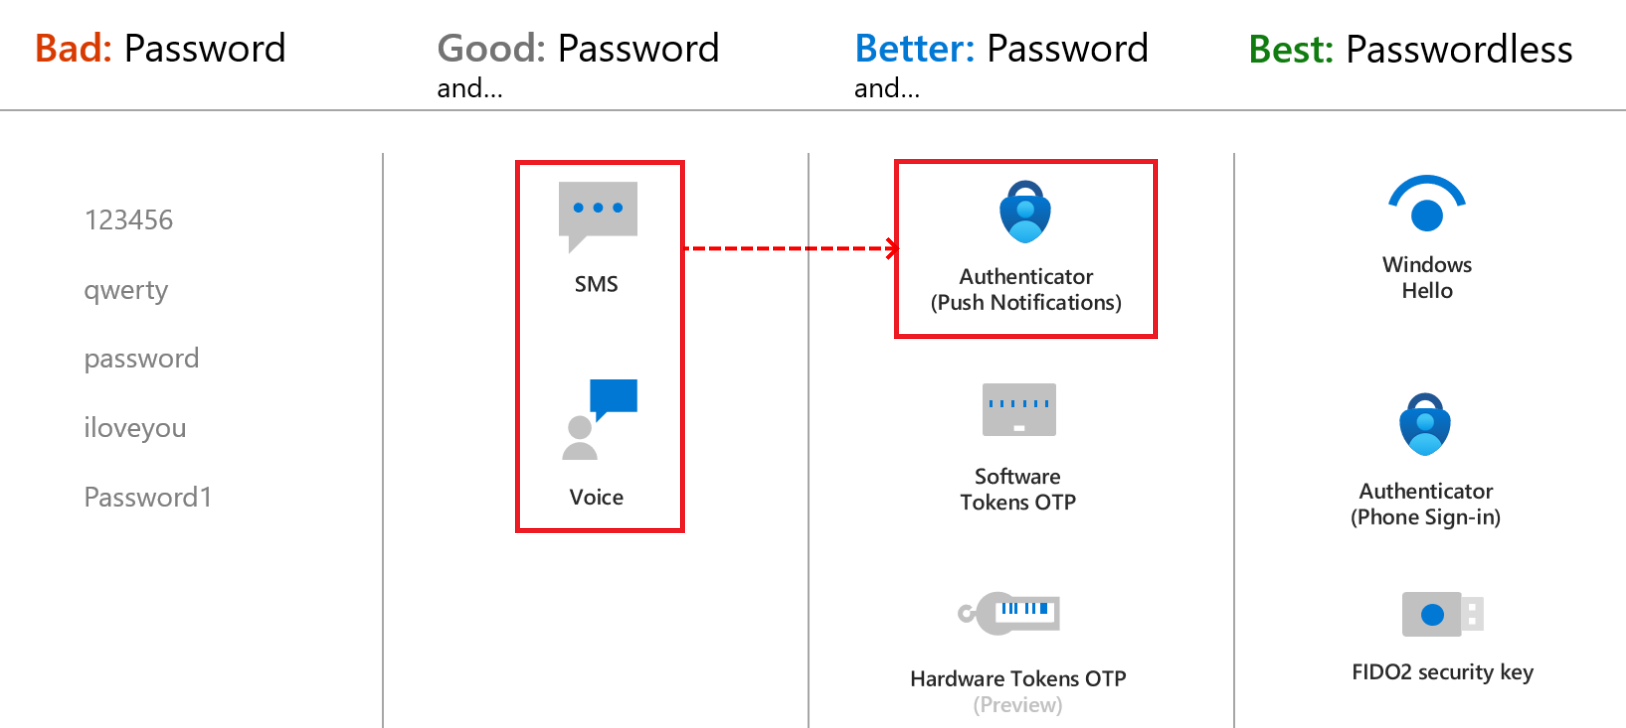 Bad: Password
Good: Password
and...
Better: Password
and...
Best: Passwordless
123456
qwerty
password
iloveyou
Password1
SMS
Voice
Authenticator
(Push Notifications)
Software
Tokens OTP
Hardware Tokens OTP
(Preview)
Windows
Hello
Authenticator
(Phone Sign-in)
FIDO2 security key